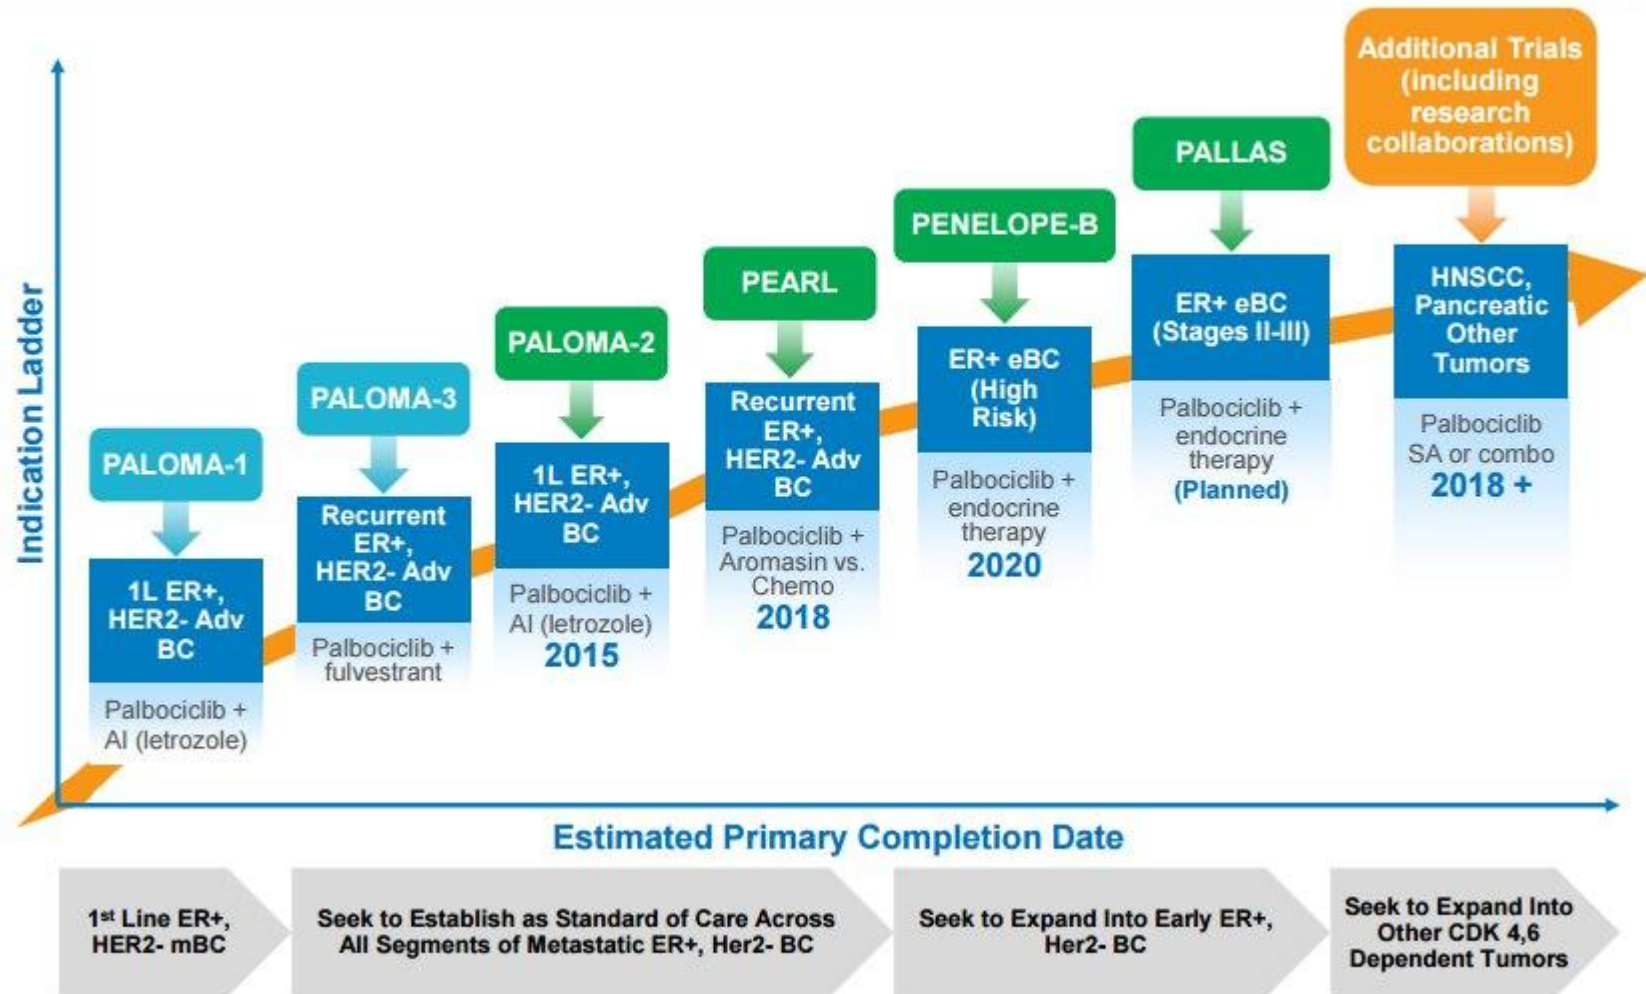 Indication Ladder
PALOMA-1
1L ER+,
HER2- Adv
BC
Palbociclib +
AI (letrozole)
PALOMA-3
Recurrent
ER+,
HER2- Adv
BC
Palbociclib +
fulvestrant
PALOMA-2
1L ER+,
HER2- Adv
BC
Palbociclib +
AI (letrozole)
2015
PEARL
Recurrent
ER+,
HER2- Adv
BC
Palbociclib +
Aromasin vs.
Chemo
2018
PENELOPE-B
ER+ eBC
(High
Risk)
Palbociclib +
endocrine
therapy
2020
PALLAS
ER+ eBC
(Stages II-III)
Palbociclib +
endocrine
therapy
(Planned)
Additional Trials
(including
research
collaborations)
HNSCC,
Pancreatic
Other
Tumors
Palbociclib
SA or combo
2018 +
Estimated Primary Completion Date
1st Line ER+,
HER2- mBC
Seek to Establish as Standard of Care Across
All Segments of Metastatic ER+, Her2- BC
Seek to Expand Into Early ER+,
Her2- BC
Seek to Expand Into
Other CDK 4,6
Dependent Tumors